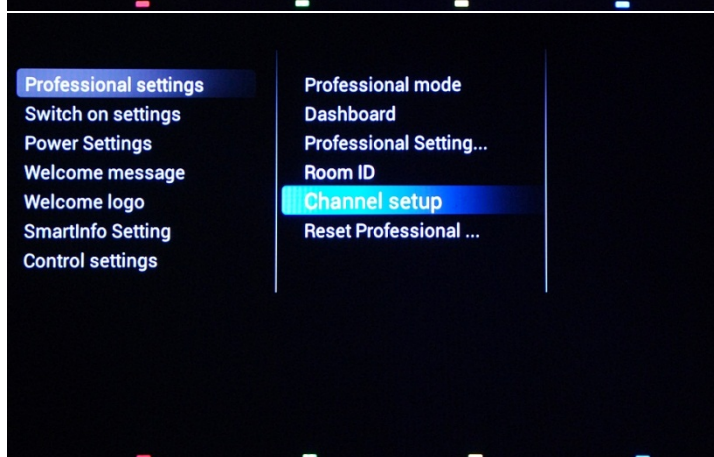 Professional settings
Switch on settings
Power Settings
Welcome message
Welcome logo
SmartInfo Setting
Control settings
Professional mode
Dashboard
Professional Setting...
Room ID
Channel setup
Reset Professional ...